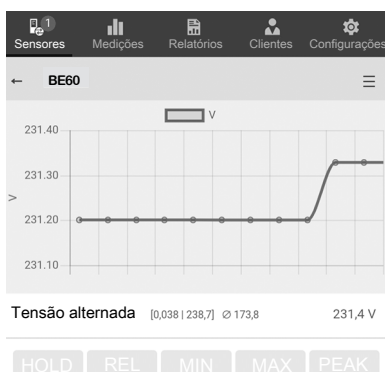 1
Sensores Medições Relatórios Clientes Configurações
← BE60
V
231.40
231.30
V
231.20
231.10
Tensão alternada [0,038 | 238,7] ∅ 173,8 231,4 V
HOLD REL MIN MAX PEAK